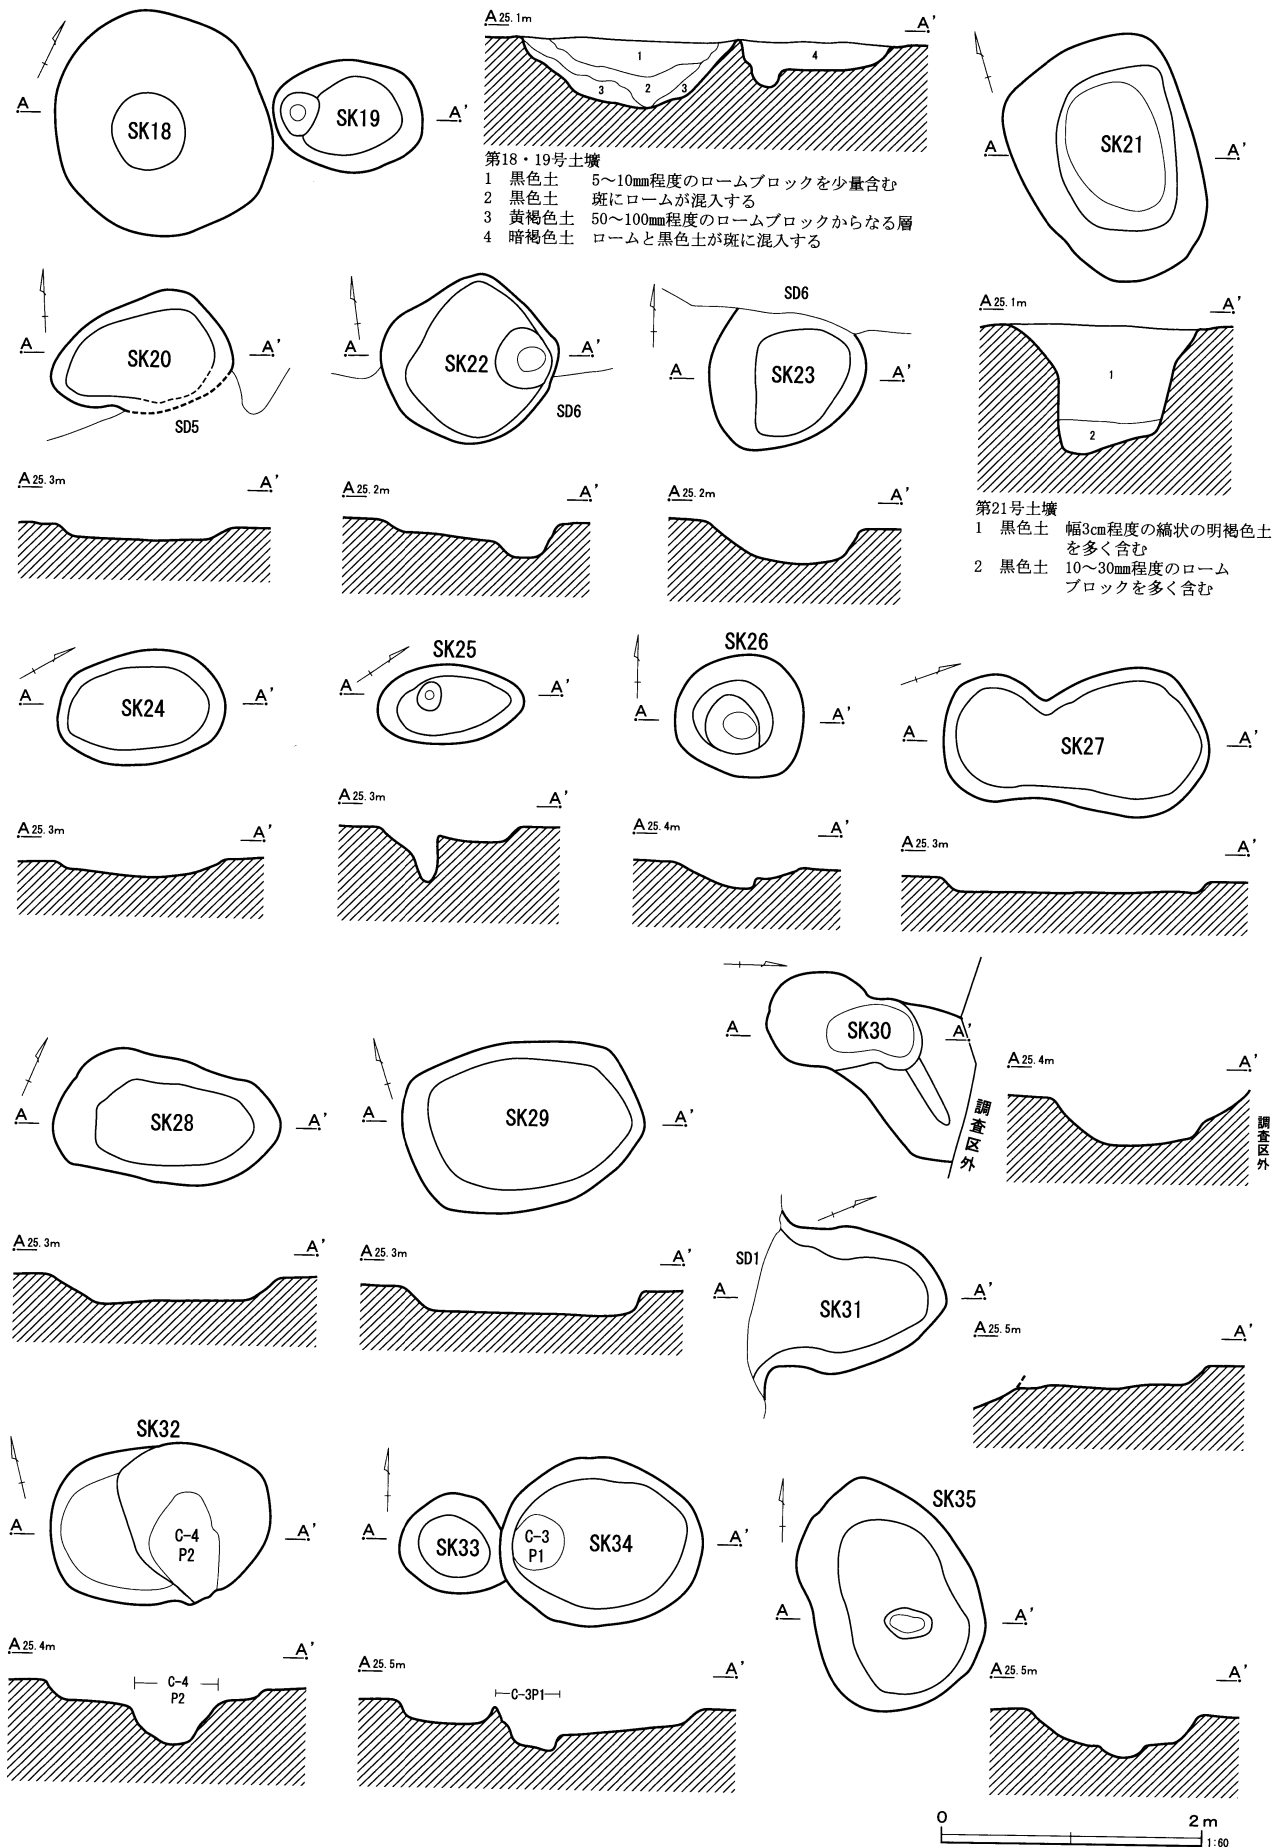 A A'
SK18
SK19
A 25.1m A'
1
2
3
3
4
第18・19号土壙
1 黒色土 5~10㎜程度のロームブロックを少量含む
2 黒色土 斑にロームが混入する
3 黄褐色土 50~100㎜程度のロームブロックからなる層
4 暗褐色土 ロームと黒色土が斑に混入する
A A'
SK21
A 25.1m A'
1
2
第21号土壙
1 黒色土 幅3㎝程度の縞状の明褐色土
を多く含む
2 黒色土 10~30㎜程度のローム
ブロックを多く含む
A A'
SK20
SD5
A 25.3m A'
A A'
SK22
SD6
A 25.2m A'
SD6
A A'
SK23
A 25.2m A'
A A'
SK24
A 25.3m A'
SK25
A A'
A 25.3m A'
SK26
A A'
A 25.4m A'
A A'
SK27
A 25.3m A'
A A'
SK28
A 25.3m A'
A A'
SK29
A 25.3m A'
A A'
SK30
調査区外
A 25.4m A'
調査区外
SD1
A A'
SK31
A 25.5m A'
SK32
A A'
C-4
P2
A 25.4m A'
C-4
P2
A A'
SK33
C-3
P1
SK34
A 25.5m A'
C-3P1
SK35
A A'
A 25.5m A'
0 2m
1:60